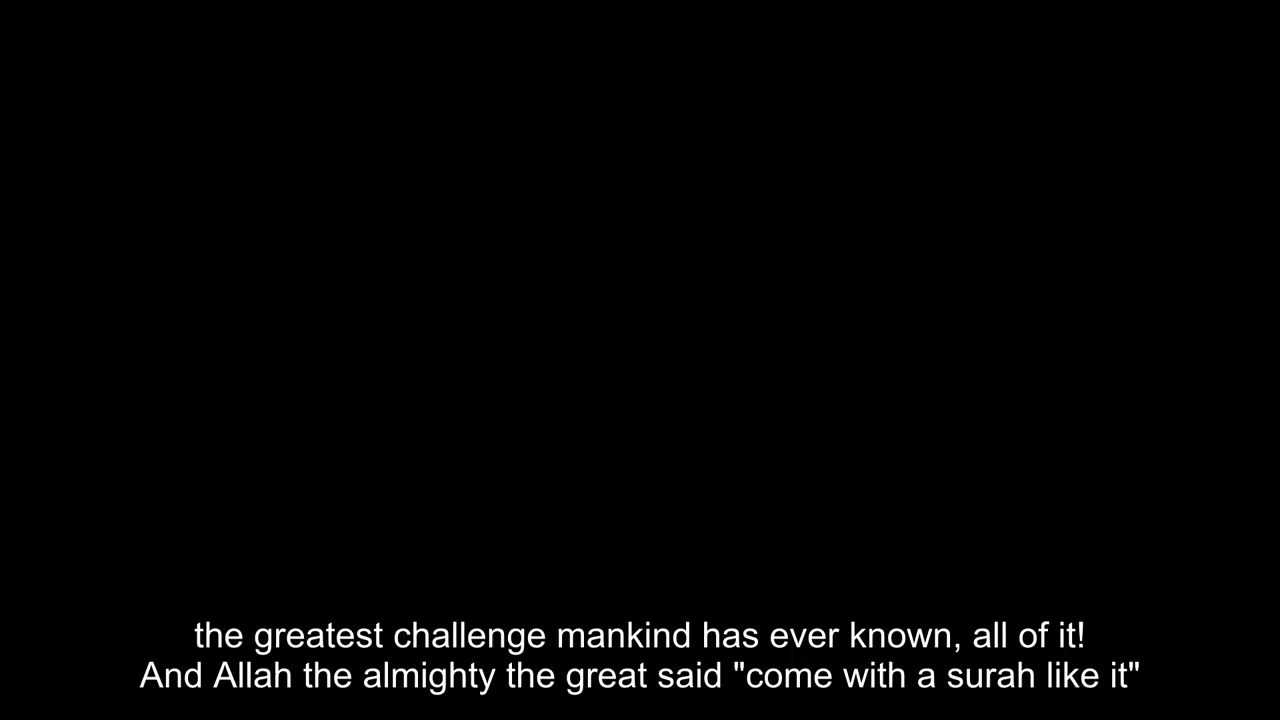 the greatest challenge mankind has ever known, all of it!
And Allah the almighty the great said "come with a surah like it"